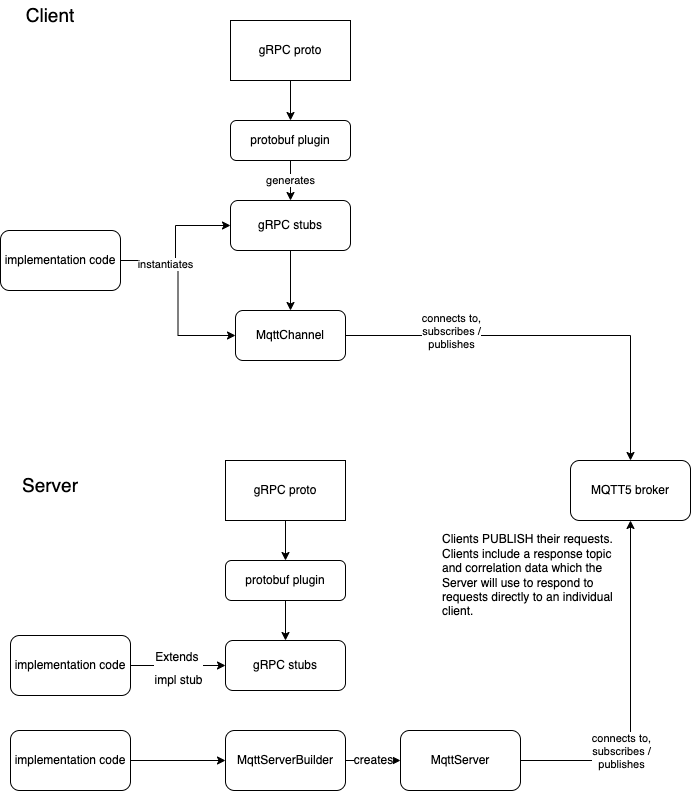 Client
gRPC proto
protobuf plugin
generates
gRPC stubs
implementation code
instantiates
MqttChannel
connects to,
subscribes /
publishes
Server
gRPC proto
MQTT5 broker
Clients PUBLISH their requests.
Clients include a response topic
and correlation data which the
Server will use to respond to
requests directly to an individual
client.
protobuf plugin
implementation code
Extends
impl stub
gRPC stubs
implementation code
MqttServerBuilder
creates
MqttServer
connects to,
subscribes /
publishes